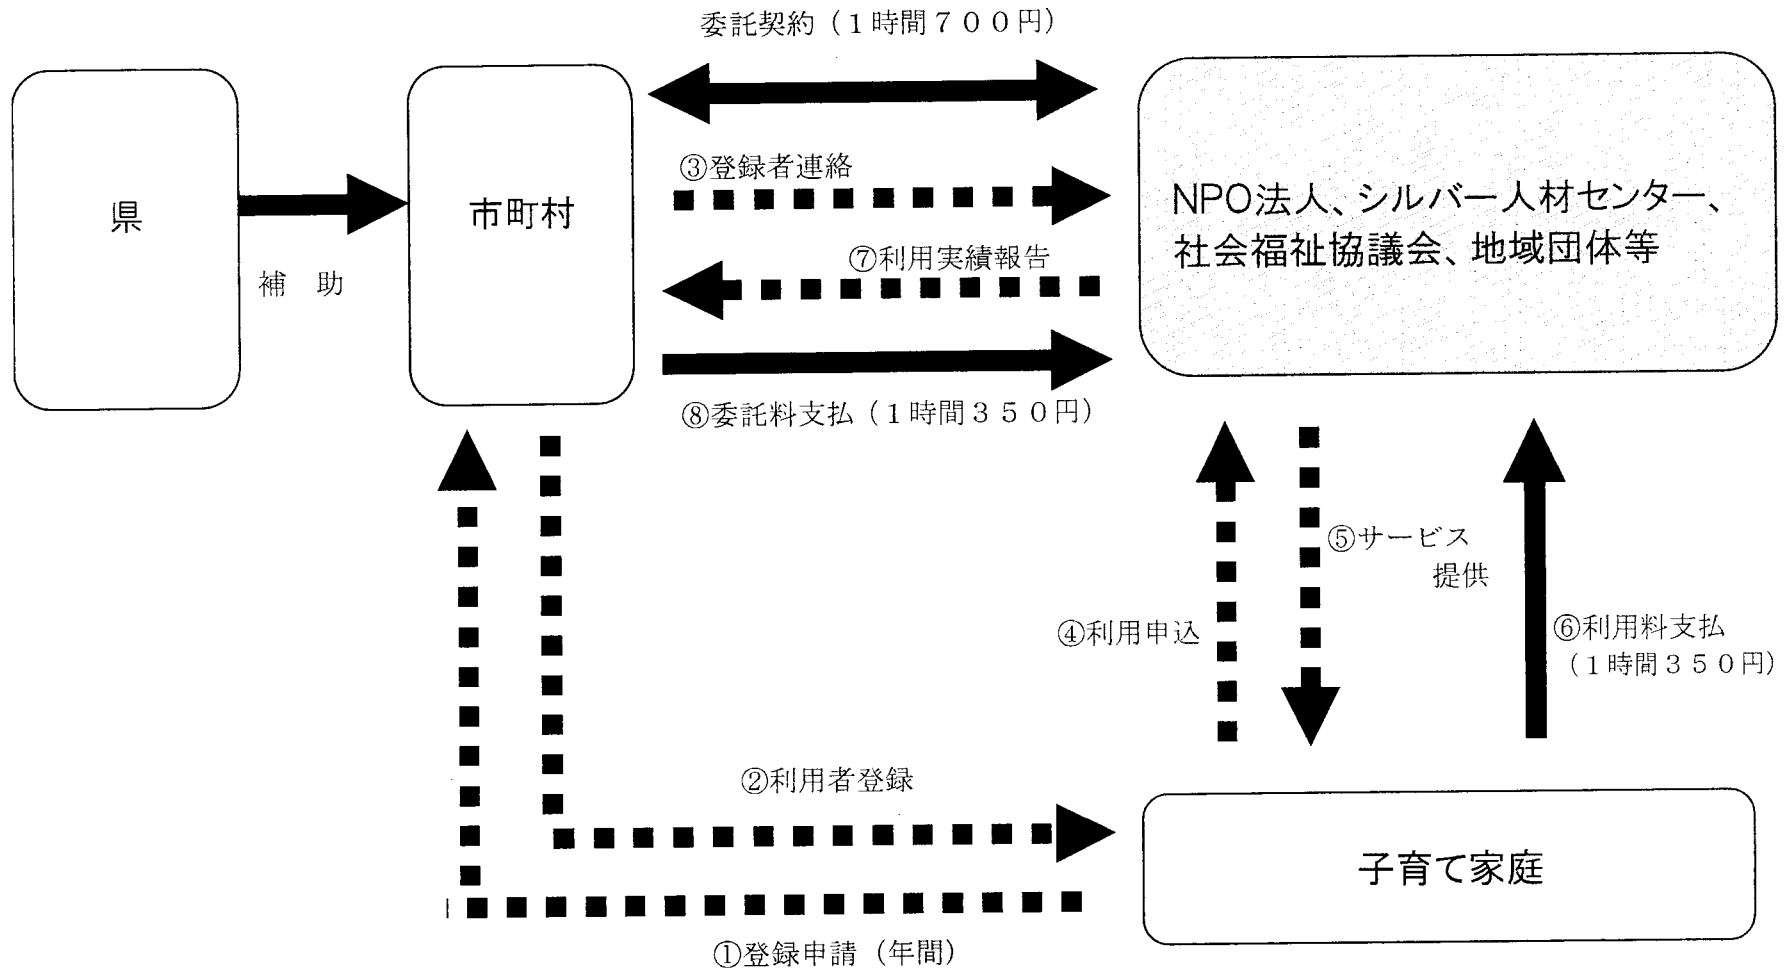 委託契約（１時間７００円）
県
補　助
市町村
③登録者連絡
⑦利用実績報告
⑧委託料支払（１時間３５０円）
NPO法人、シルバー人材センター、
社会福祉協議会、地域団体等
④利用申込
⑤サービス
提供
⑥利用料支払
（１時間３５０円）
②利用者登録
①登録申請（年間）
子育て家庭